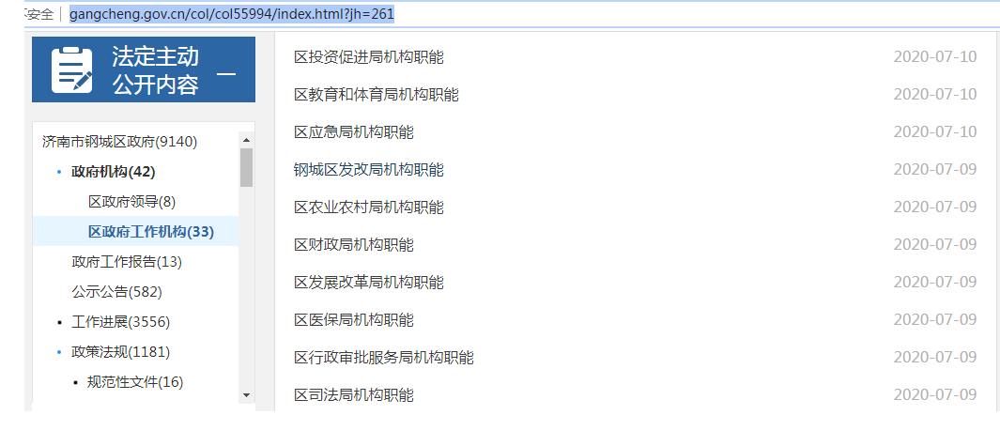 不安全 | gangcheng.gov.cn/col/col55994/index.html?jh=261
法定主动
公开内容
济南市钢城区政府(9140)
政府机构(42)
区政府领导(8)
区政府工作机构(33)
政府工作报告(13)
公示公告(582)
工作进展(3556)
政策法规(1181)
规范性文件(16)
区投资促进局机构职能 2020-07-10
区教育和体育局机构职能 2020-07-10
区应急局机构职能 2020-07-10
钢城区发改局机构职能 2020-07-09
区农业农村局机构职能 2020-07-09
区财政局机构职能 2020-07-09
区发展改革局机构职能 2020-07-09
区医保局机构职能 2020-07-09
区行政审批服务局机构职能 2020-07-09
区司法局机构职能 2020-07-09